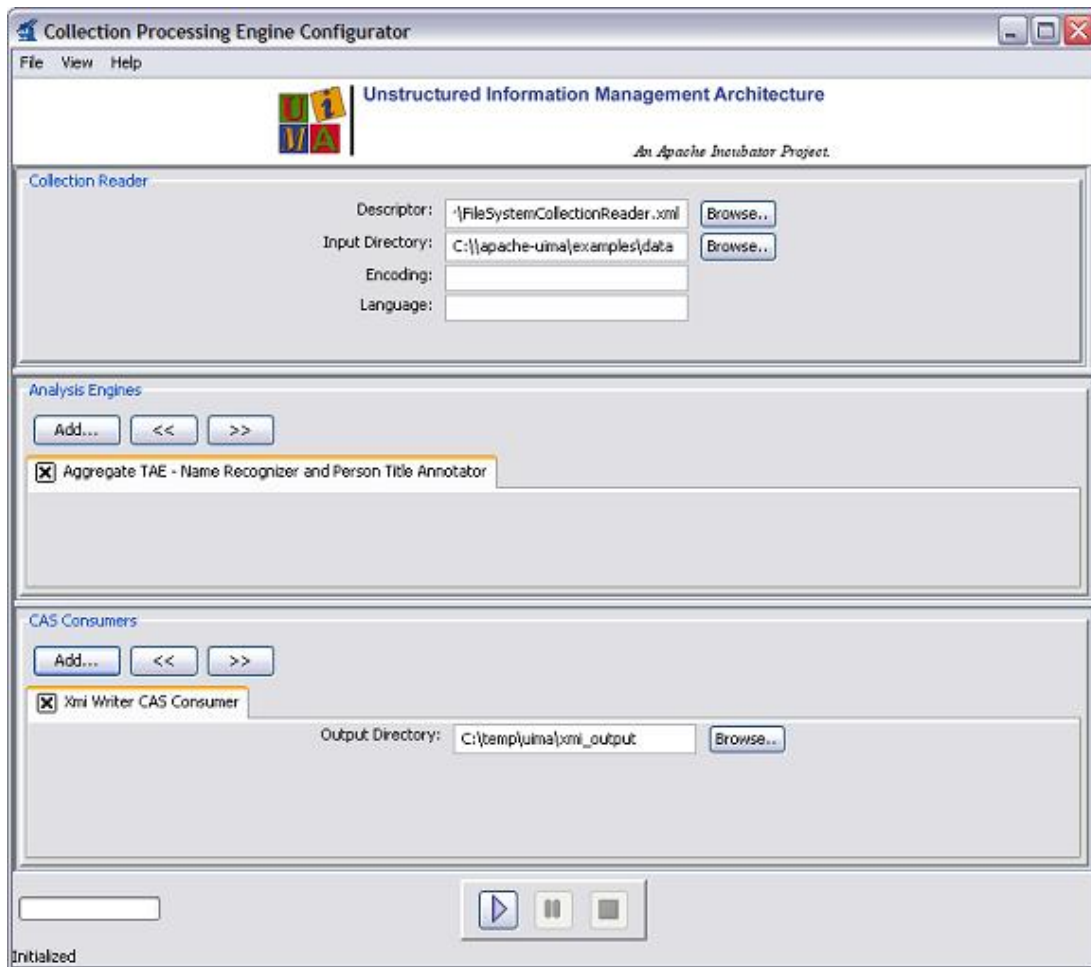 Collection Processing Engine Configurator
File View Help
UiMA
Unstructured Information Management Architecture
An Apache Incubator Project.
Collection Reader
Descriptor: \FileSystemCollectionReader.xml Browse..
Input Directory: C:\\apache-uima\examples\data Browse..
Encoding:
Language:
Analysis Engines
Add... << >>
Aggregate TAE - Name Recognizer and Person Title Annotator
CAS Consumers
Add... << >>
Xmi Writer CAS Consumer
Output Directory: C:\temp\uima\xmi_output Browse..
Initialized